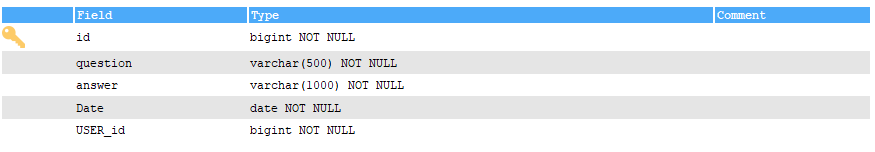 Field Type Comment
id bigint NOT NULL
question varchar(500) NOT NULL
answer varchar(1000) NOT NULL
Date date NOT NULL
USER_id bigint NOT NULL